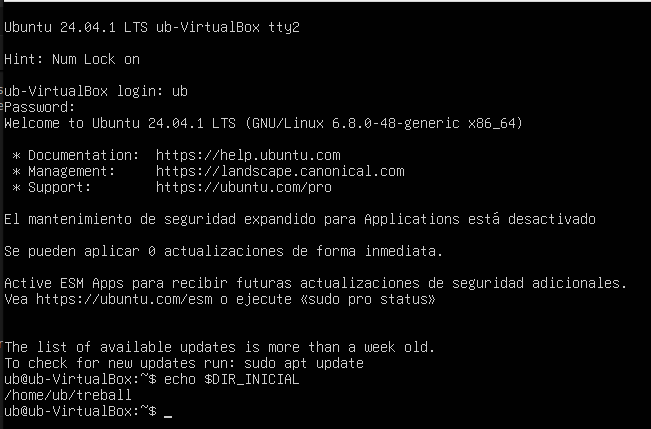 Ubuntu 24.04.1 LTS ub-VirtualBox tty2
Hint: Num Lock on
ub-VirtualBox login: ub
Password:
Welcome to Ubuntu 24.04.1 LTS (GNU/Linux 6.8.0-48-generic x86_64)
* Documentation:  https://help.ubuntu.com
* Management:     https://landscape.canonical.com
* Support:        https://ubuntu.com/pro
El mantenimiento de seguridad expandido para Applications está desactivado
Se pueden aplicar 0 actualizaciones de forma inmediata.
Active ESM Apps para recibir futuras actualizaciones de seguridad adicionales.
Vea https://ubuntu.com/esm o ejecute «sudo pro status»
The list of available updates is more than a week old.
To check for new updates run: sudo apt update
ub@ub-VirtualBox:~$ echo $DIR_INICIAL
/home/ub/treball
ub@ub-VirtualBox:~$ _